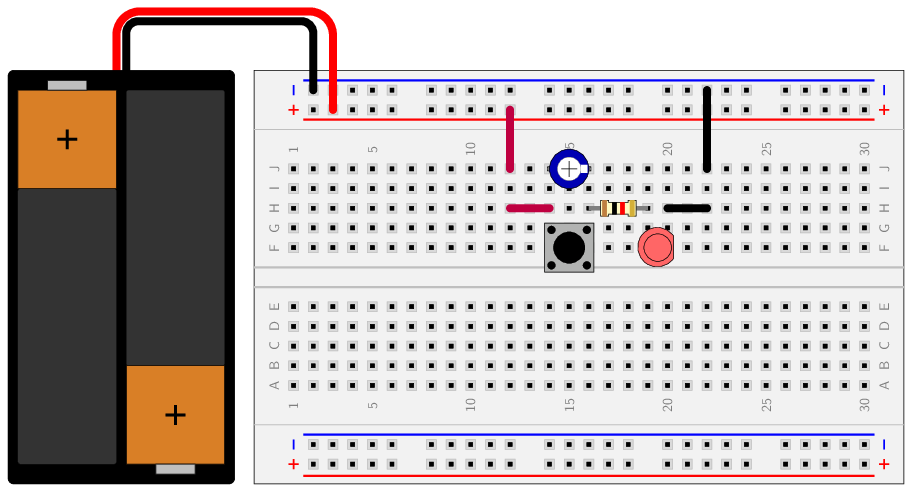 − −
+ +
+
1 5 10 15 20 25 30
J J
I I
H H
G G
F F
E E
D D
C C
B B
A A
1 5 10 15 20 25 30
+
− −
+ +